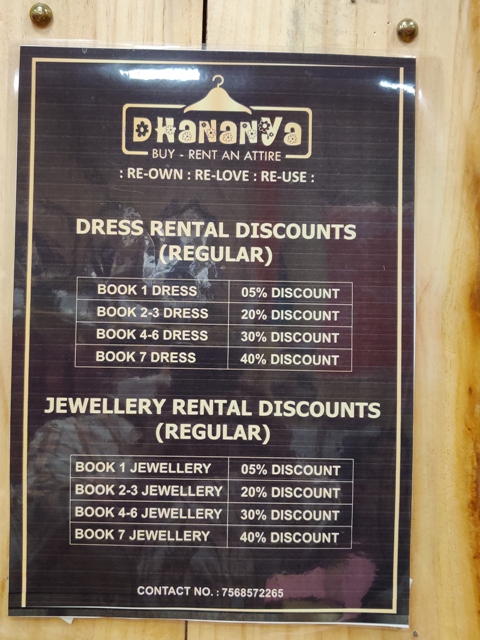 DHANANYA
BUY - RENT AN ATTIRE
: RE-OWN : RE-LOVE : RE-USE :
DRESS RENTAL DISCOUNTS
(REGULAR)
BOOK 1 DRESS 05% DISCOUNT
BOOK 2-3 DRESS 20% DISCOUNT
BOOK 4-6 DRESS 30% DISCOUNT
BOOK 7 DRESS 40% DISCOUNT
JEWELLERY RENTAL DISCOUNTS
(REGULAR)
BOOK 1 JEWELLERY 05% DISCOUNT
BOOK 2-3 JEWELLERY 20% DISCOUNT
BOOK 4-6 JEWELLERY 30% DISCOUNT
BOOK 7 JEWELLERY 40% DISCOUNT
CONTACT NO. : 7568572265